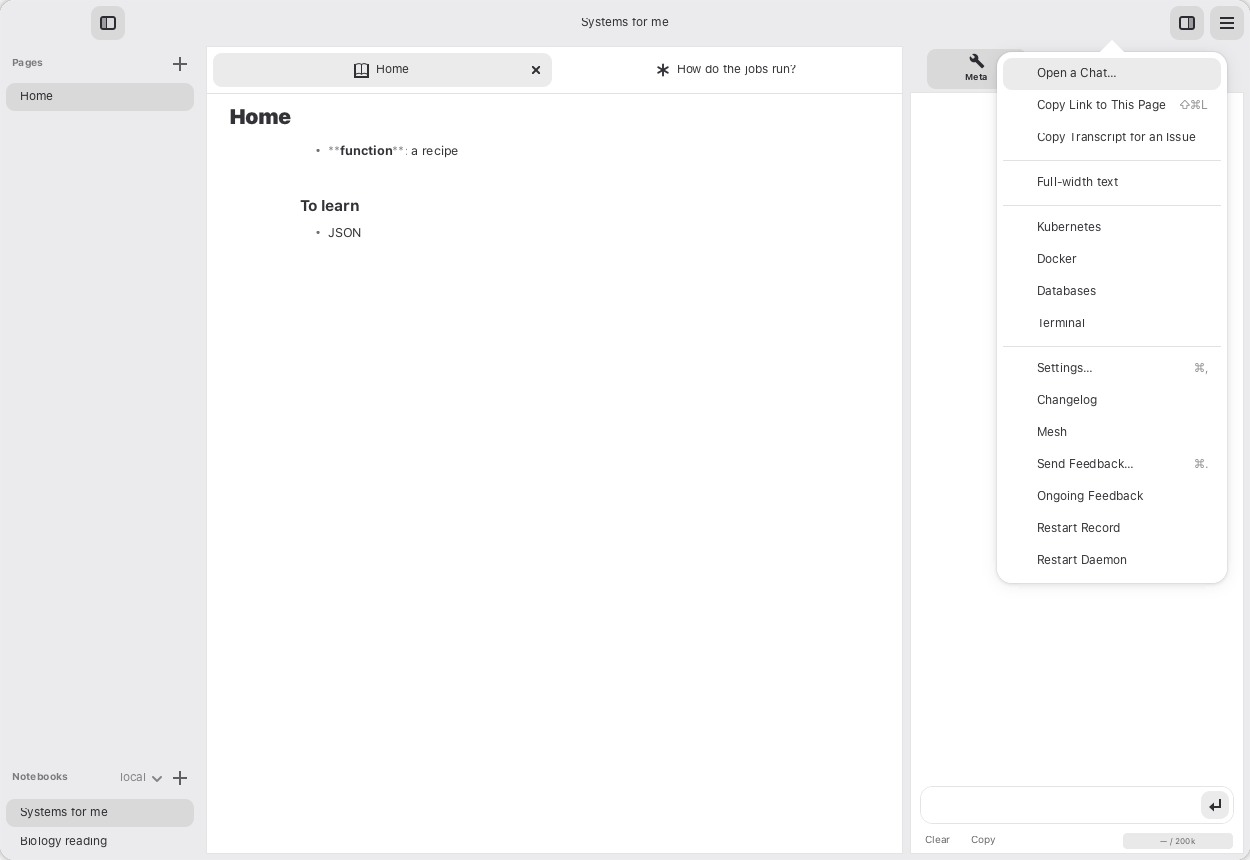 Systems for me
Pages
Home
Home
How do the jobs run?
Home
• **function**: a recipe
To learn
• JSON
Meta
Open a Chat...
Copy Link to This Page ⇧⌘L
Copy Transcript for an Issue
Full-width text
Kubernetes
Docker
Databases
Terminal
Settings... ⌘,
Changelog
Mesh
Send Feedback... ⌘.
Ongoing Feedback
Restart Record
Restart Daemon
Notebooks local
Systems for me
Biology reading
Clear Copy — / 200k